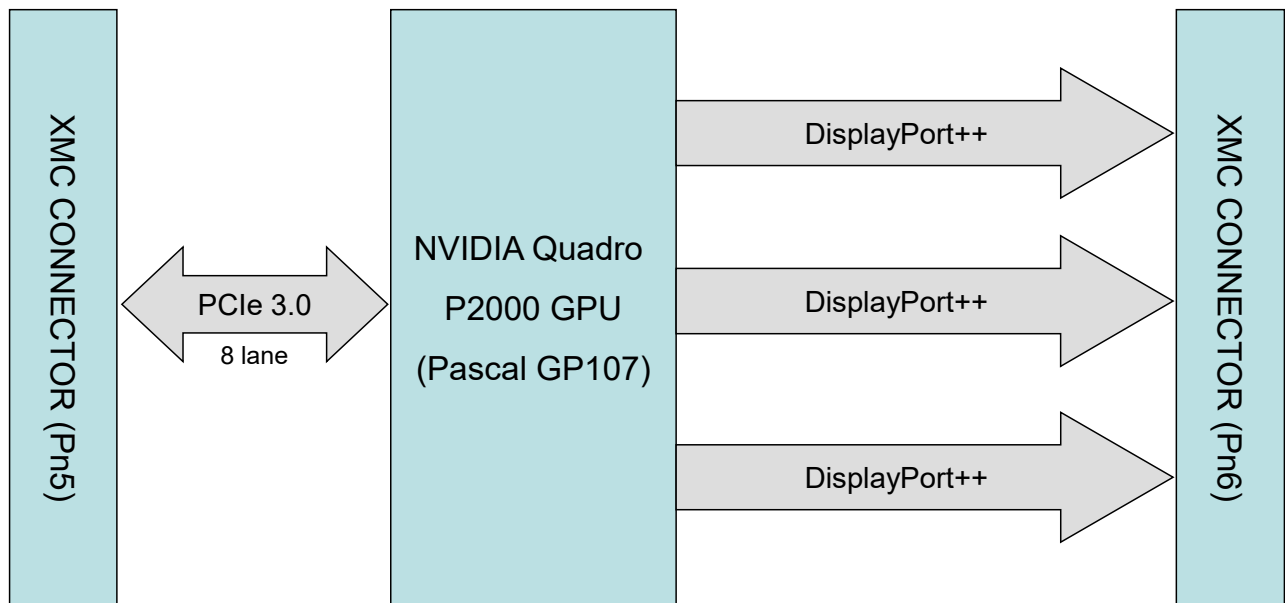 XMC CONNECTOR (Pn5)
PCIe 3.0
8 lane
NVIDIA Quadro
P2000 GPU
(Pascal GP107)
DisplayPort++
DisplayPort++
DisplayPort++
XMC CONNECTOR (Pn6)